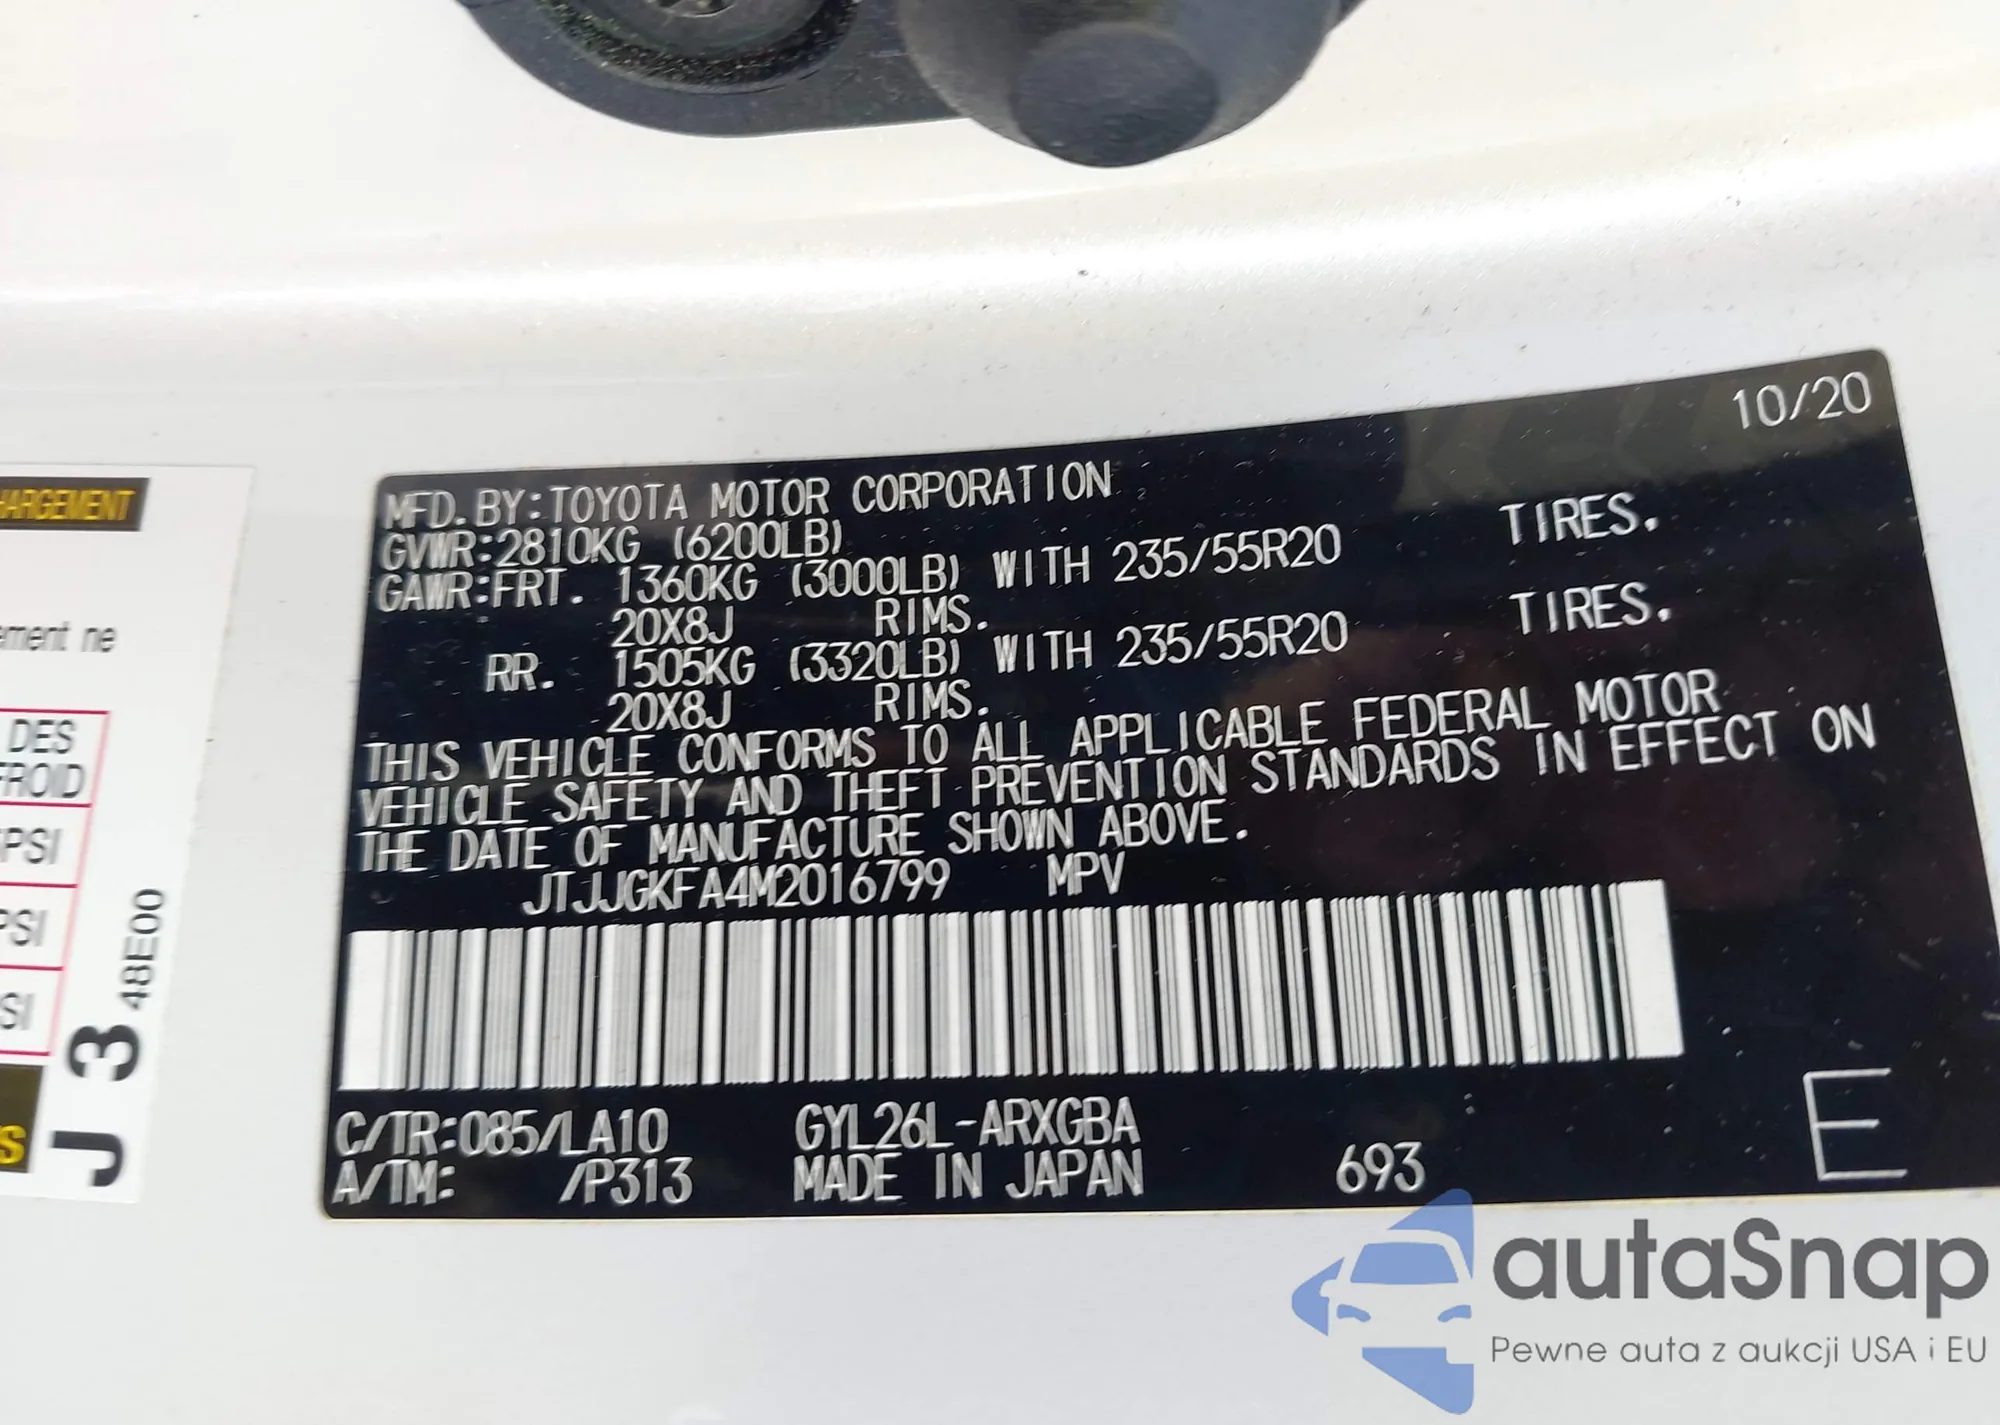 10/20
MFD. BY:TOYOTA MOTOR CORPORATION
GVWR:2810KG (6200LB)
GAWR:FRT. 1360KG (3000LB) WITH 235/55R20 TIRES.
20X8J RIMS.
RR. 1505KG (3320LB) WITH 235/55R20 TIRES.
20X8J RIMS.
THIS VEHICLE CONFORMS TO ALL APPLICABLE FEDERAL MOTOR
VEHICLE SAFETY AND THEFT PREVENTION STANDARDS IN EFFECT ON
THE DATE OF MANUFACTURE SHOWN ABOVE.
JTJJGKFA4M2016799 MPV
C/TR:085/LA10 GYL26L-ARXGBA
A/TM: /P313 MADE IN JAPAN 693 E
ne
DES
PSI
J 3 48E00
autaSnap
Pewne auta z aukcji USA i EU